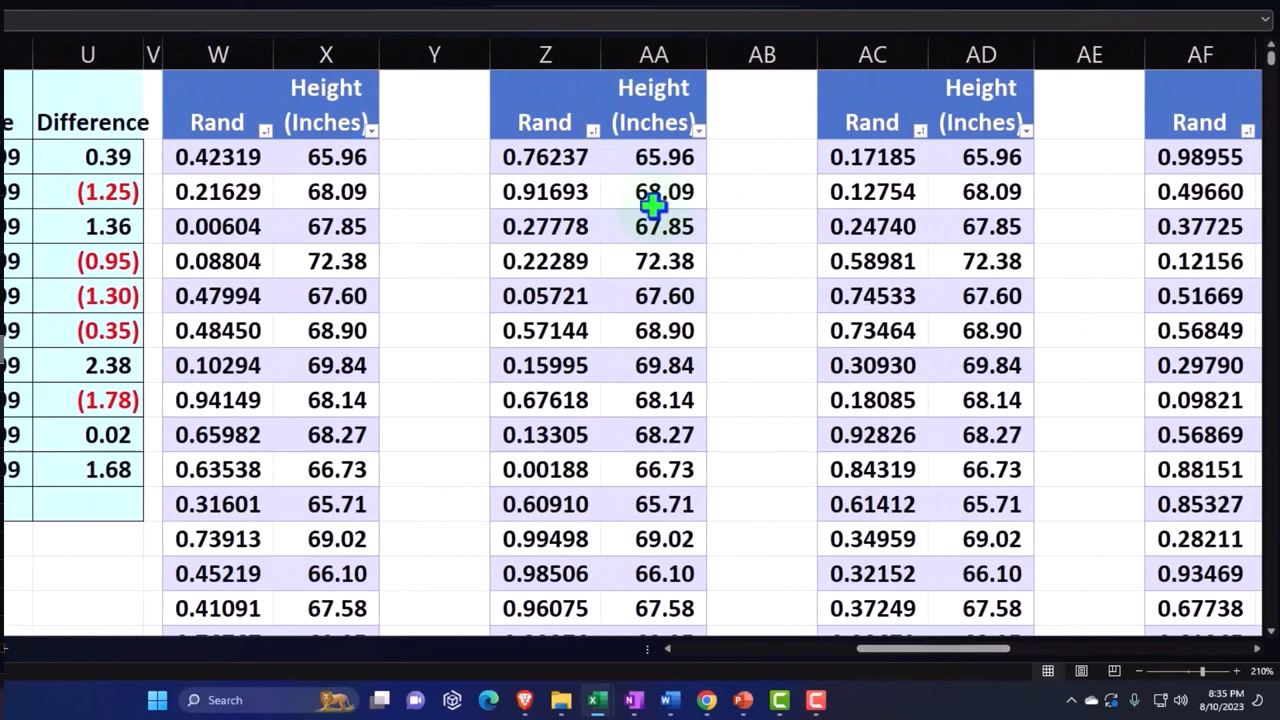 U V W X Y Z AA AB AC AD AE AF
Height Height Height
e Difference Rand (Inches) Rand (Inches) Rand (Inches) Rand
99 0.39 0.42319 65.96 0.76237 65.96 0.17185 65.96 0.98955
99 (1.25) 0.21629 68.09 0.91693 68.09 0.12754 68.09 0.49660
99 1.36 0.00604 67.85 0.27778 67.85 0.24740 67.85 0.37725
99 (0.95) 0.08804 72.38 0.22289 72.38 0.58981 72.38 0.12156
99 (1.30) 0.47994 67.60 0.05721 67.60 0.74533 67.60 0.51669
99 (0.35) 0.48450 68.90 0.57144 68.90 0.73464 68.90 0.56849
99 2.38 0.10294 69.84 0.15995 69.84 0.30930 69.84 0.29790
99 (1.78) 0.94149 68.14 0.67618 68.14 0.18085 68.14 0.09821
99 0.02 0.65982 68.27 0.13305 68.27 0.92826 68.27 0.56869
99 1.68 0.63538 66.73 0.00188 66.73 0.84319 66.73 0.88151
0.31601 65.71 0.60910 65.71 0.61412 65.71 0.85327
0.73913 69.02 0.99498 69.02 0.34959 69.02 0.28211
0.45219 66.10 0.98506 66.10 0.32152 66.10 0.93469
0.41091 67.58 0.96075 67.58 0.37249 67.58 0.67738
210%
Search
8:35 PM
8/10/2023